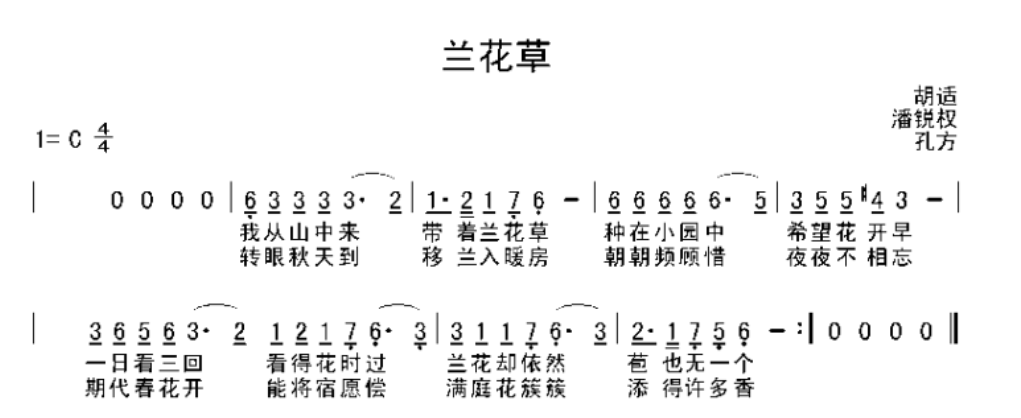 兰花草
胡适
潘锐权
1= C 4/4
孔方
0 0 0 0 | 6 3 3 3 3· 2 | 1· 2 1 7 6 - | 6 6 6 6 6· 5 | 3 5 5 #4 3 - |
我从山中来 带着兰花草 种在小园中 希望花开早
转眼秋天到 移兰入暖房 朝朝频顾惜 夜夜不相忘
| 3 6 5 6 3· 2 1 2 1 7 6· 3 | 3 1 1 7 6· 3 | 2· 1 7 5 6 - :| 0 0 0 0 ||
一日看三回 看得花时过 兰花却依然 苞也无一个
期代春花开 能将宿愿偿 满庭花簇簇 添得许多香